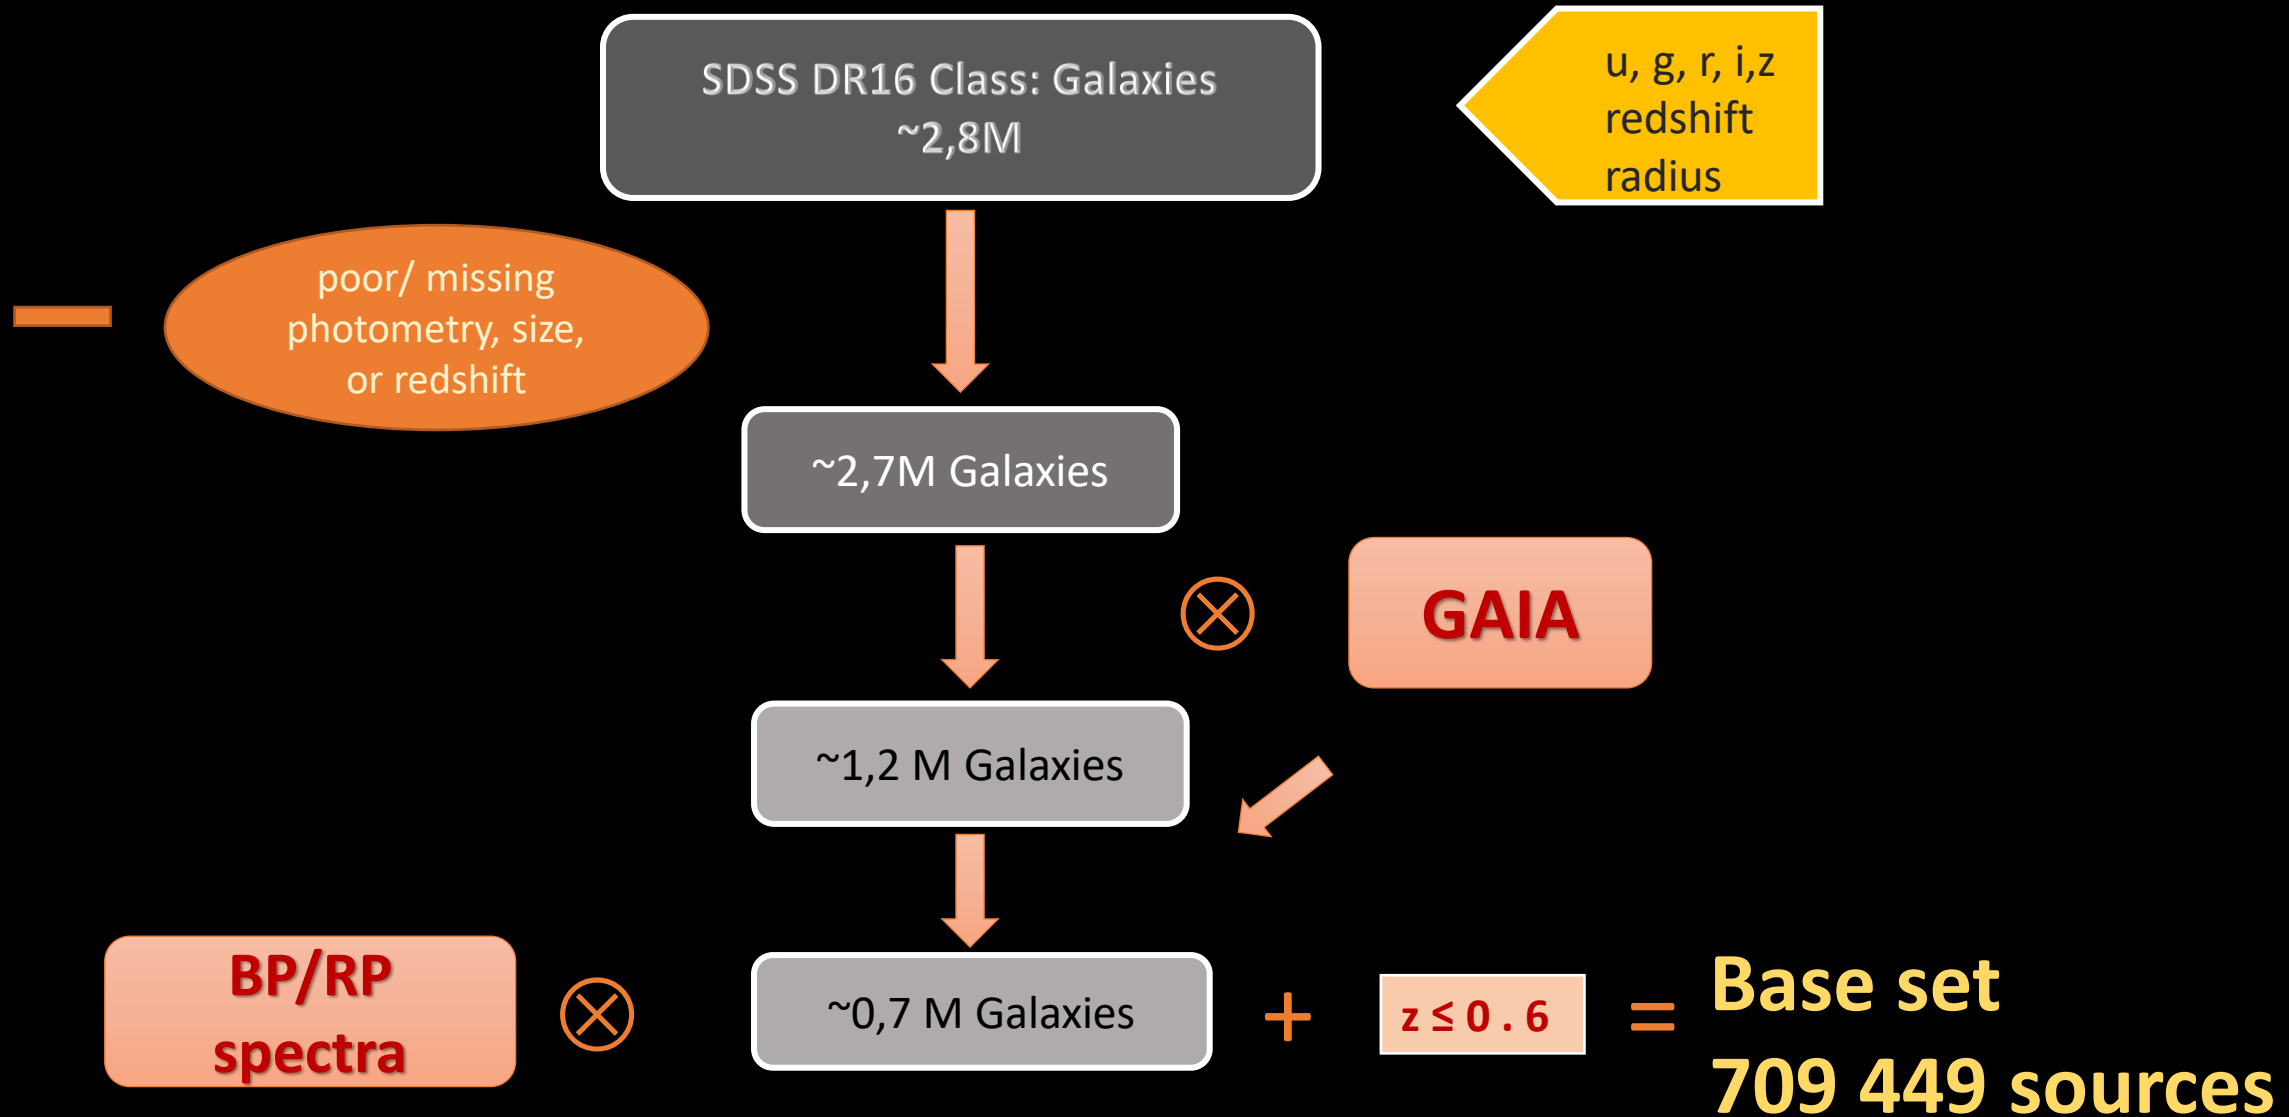 SDSS DR16 Class: Galaxies
~2,8M
u, g, r, i,z
redshift
radius
poor/ missing
photometry, size,
or redshift
~2,7M Galaxies
GAIA
~1,2 M Galaxies
BP/RP
spectra
~0,7 M Galaxies
+
z ≤ 0 . 6
=
Base set
709 449 sources